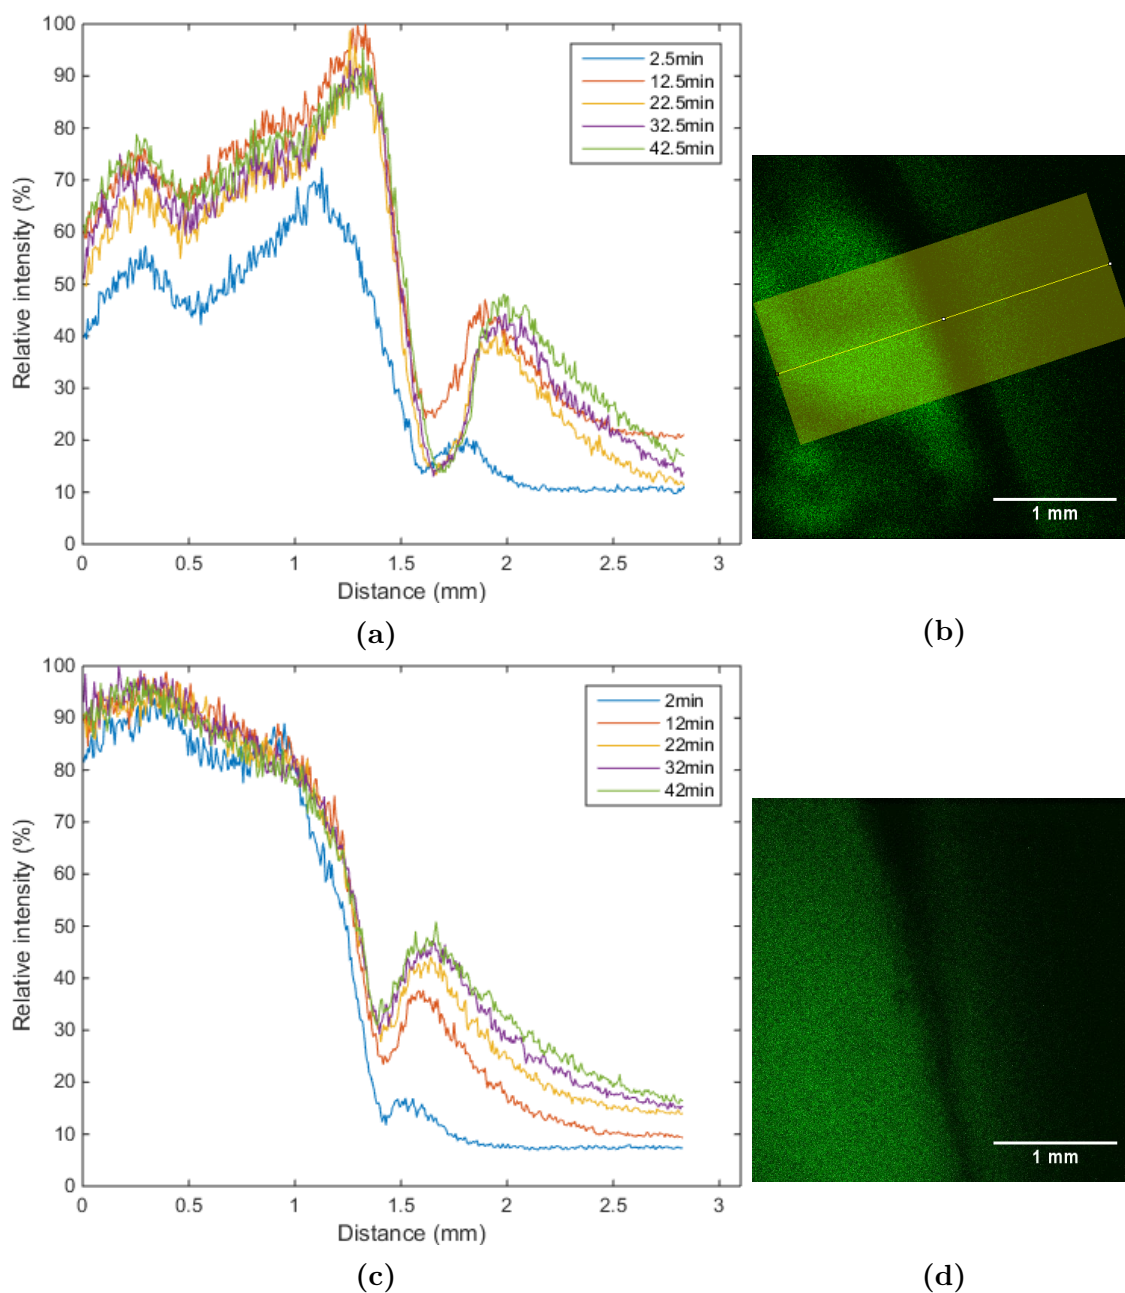 100
90
80
70
60
50
40
30
20
10
0
Relative intensity (%)
2.5min
12.5min
22.5min
32.5min
42.5min
0 0.5 1 1.5 2 2.5 3
Distance (mm)
(a)
1 mm
(b)
100
90
80
70
60
50
40
30
20
10
0
Relative intensity (%)
2min
12min
22min
32min
42min
0 0.5 1 1.5 2 2.5 3
Distance (mm)
(c)
1 mm
(d)